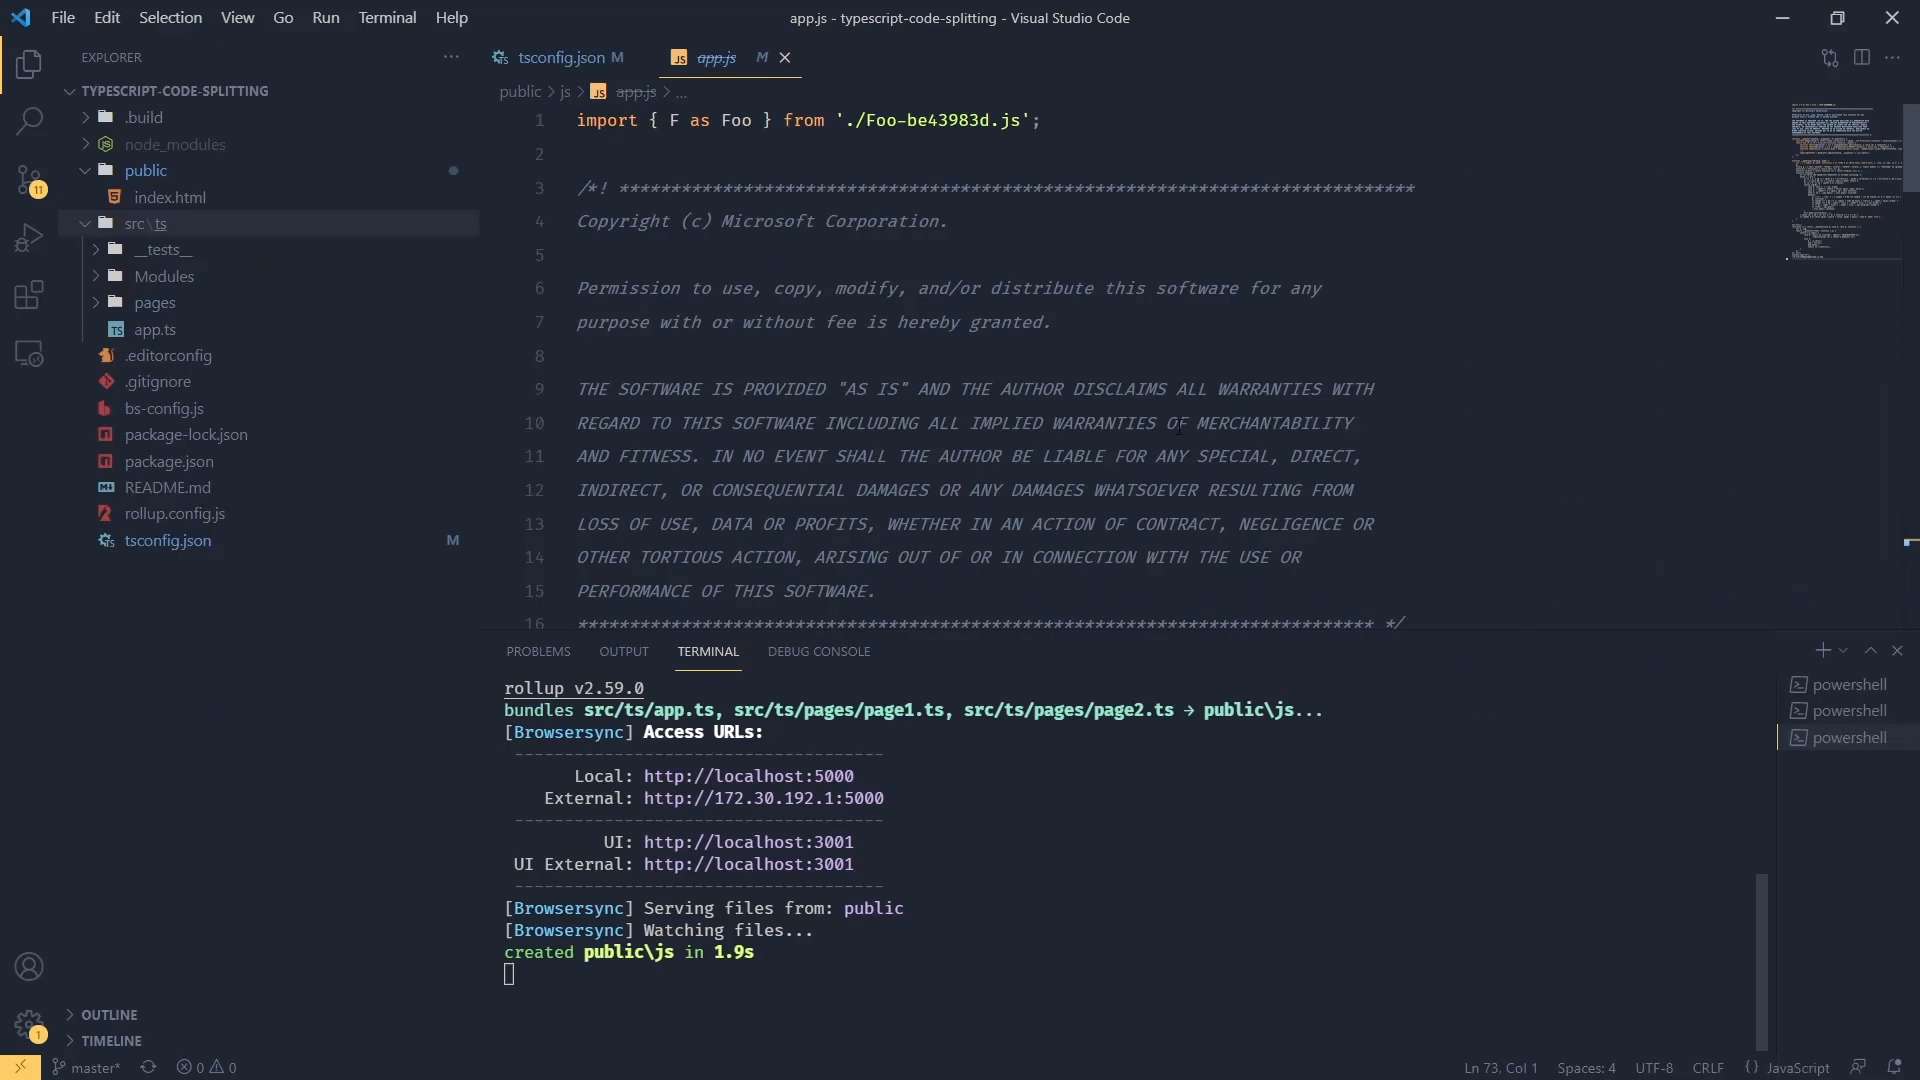 File Edit Selection View Go Run Terminal Help
app.js - typescript-code-splitting - Visual Studio Code
EXPLORER
TYPESCRIPT-CODE-SPLITTING
.build
node_modules
public
index.html
src\ts
__tests__
Modules
pages
app.ts
.editorconfig
.gitignore
bs-config.js
package-lock.json
package.json
README.md
rollup.config.js
tsconfig.json M
OUTLINE
TIMELINE
11
1
tsconfig.json M
JS app.js M
public > js > JS app.js > ...
1 import { F as Foo } from './Foo-be43983d.js';
2
3 /*! *****************************************************************************
4 Copyright (c) Microsoft Corporation.
5
6 Permission to use, copy, modify, and/or distribute this software for any
7 purpose with or without fee is hereby granted.
8
9 THE SOFTWARE IS PROVIDED "AS IS" AND THE AUTHOR DISCLAIMS ALL WARRANTIES WITH
10 REGARD TO THIS SOFTWARE INCLUDING ALL IMPLIED WARRANTIES OF MERCHANTABILITY
11 AND FITNESS. IN NO EVENT SHALL THE AUTHOR BE LIABLE FOR ANY SPECIAL, DIRECT,
12 INDIRECT, OR CONSEQUENTIAL DAMAGES OR ANY DAMAGES WHATSOEVER RESULTING FROM
13 LOSS OF USE, DATA OR PROFITS, WHETHER IN AN ACTION OF CONTRACT, NEGLIGENCE OR
14 OTHER TORTIOUS ACTION, ARISING OUT OF OR IN CONNECTION WITH THE USE OR
15 PERFORMANCE OF THIS SOFTWARE.
16 ***************************************************************************** */
PROBLEMS OUTPUT TERMINAL DEBUG CONSOLE
rollup v2.59.0
bundles src/ts/app.ts, src/ts/pages/page1.ts, src/ts/pages/page2.ts → public\js...
[Browsersync] Access URLs:
-------------------------------------
Local: http://localhost:5000
External: http://172.30.192.1:5000
-------------------------------------
UI: http://localhost:3001
UI External: http://localhost:3001
-------------------------------------
[Browsersync] Serving files from: public
[Browsersync] Watching files...
created public\js in 1.9s
powershell
powershell
powershell
master* 0 0
Ln 73, Col 1 Spaces: 4 UTF-8 CRLF {} JavaScript